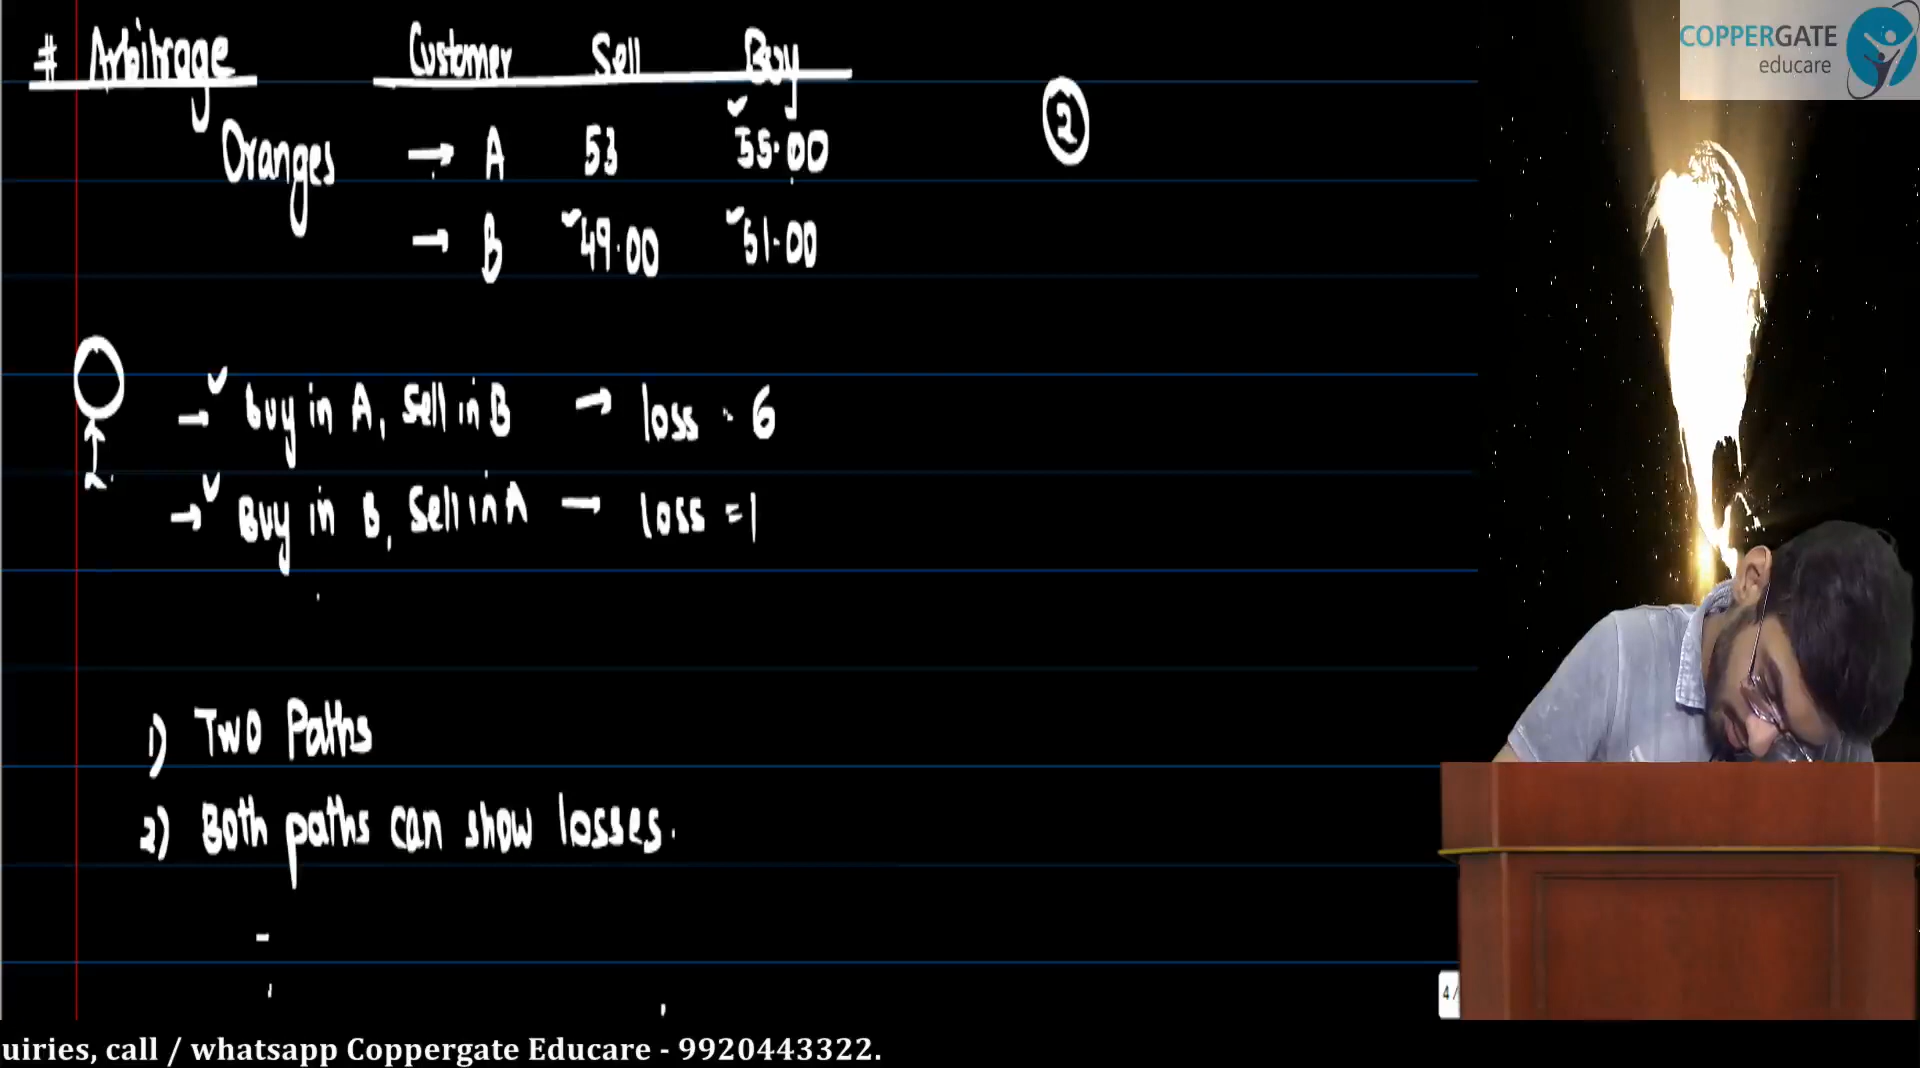 # Arbitrage Customer Sell Buy
Oranges → A 53 55.00
→ B 49.00 51.00
2
→ buy in A, sell in B → loss - 6
→ Buy in B, sell in A — loss = 1
1) Two Paths
2) Both paths can show losses.
COPPERGATE
educare
4/
uiries, call / whatsapp Coppergate Educare - 9920443322.